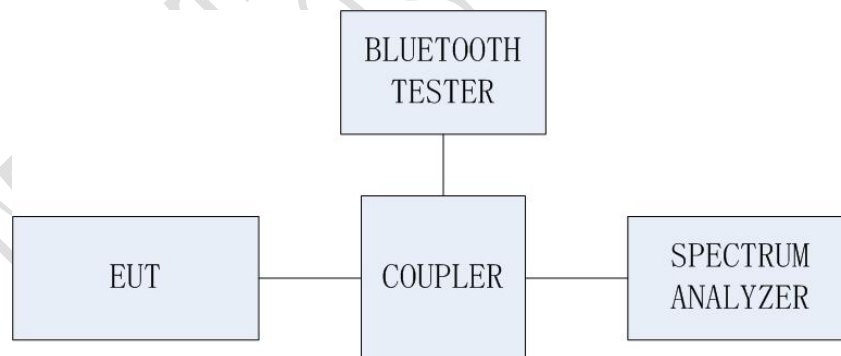 BLUETOOTH
TESTER
EUT
COUPLER
SPECTRUM
ANALYZER